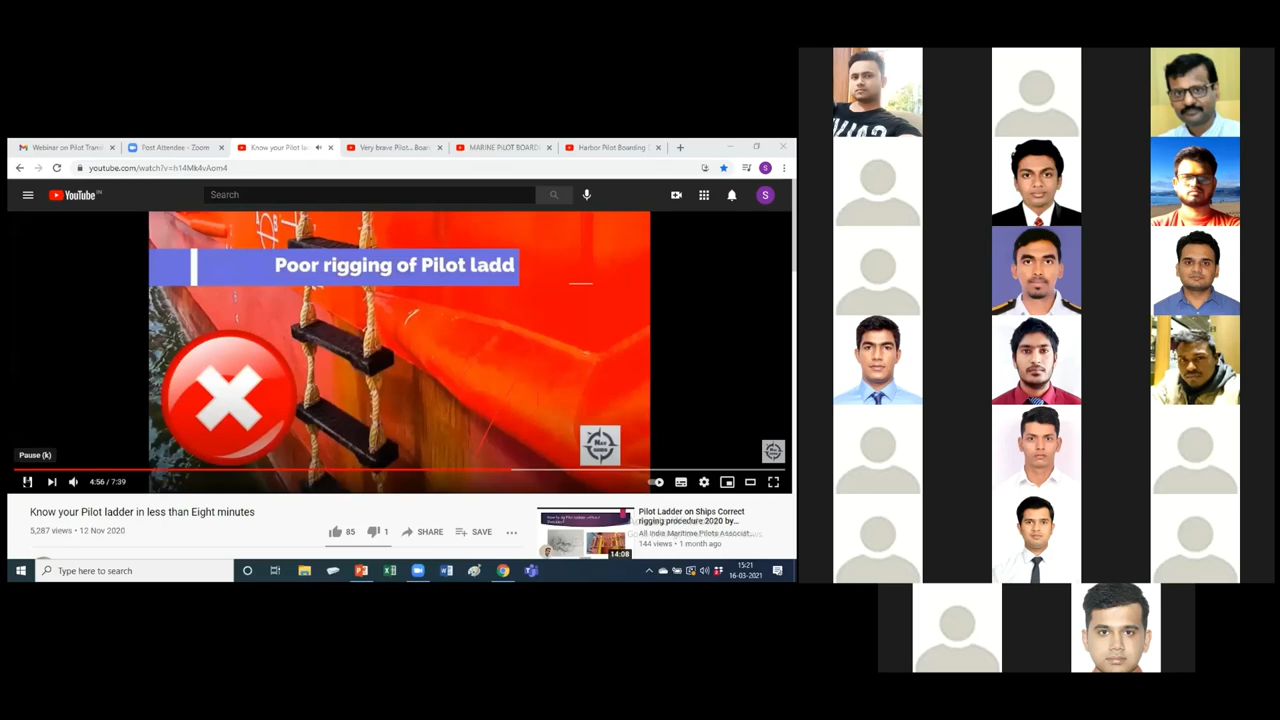 Webinar on Pilot Trans
Post Attendee - Zoom
Know your Pilot la
Very brave Pilot... Boar
MARINE PILOT BOARD
Harbor Pilot Boarding
youtube.com/watch?v=h14Mk4vAom4
YouTube IN
Search
S
Poor rigging of Pilot ladd
Pause (k)
4:56 / 7:39
Know your Pilot ladder in less than Eight minutes
5,287 views • 12 Nov 2020
85
1
SHARE
SAVE
Pilot Ladder on Ships Correct
rigging procedure 2020 by...
All India Maritime Pilots Associat...
144 views • 1 month ago
14:08
Type here to search
15:21
16-03-2021